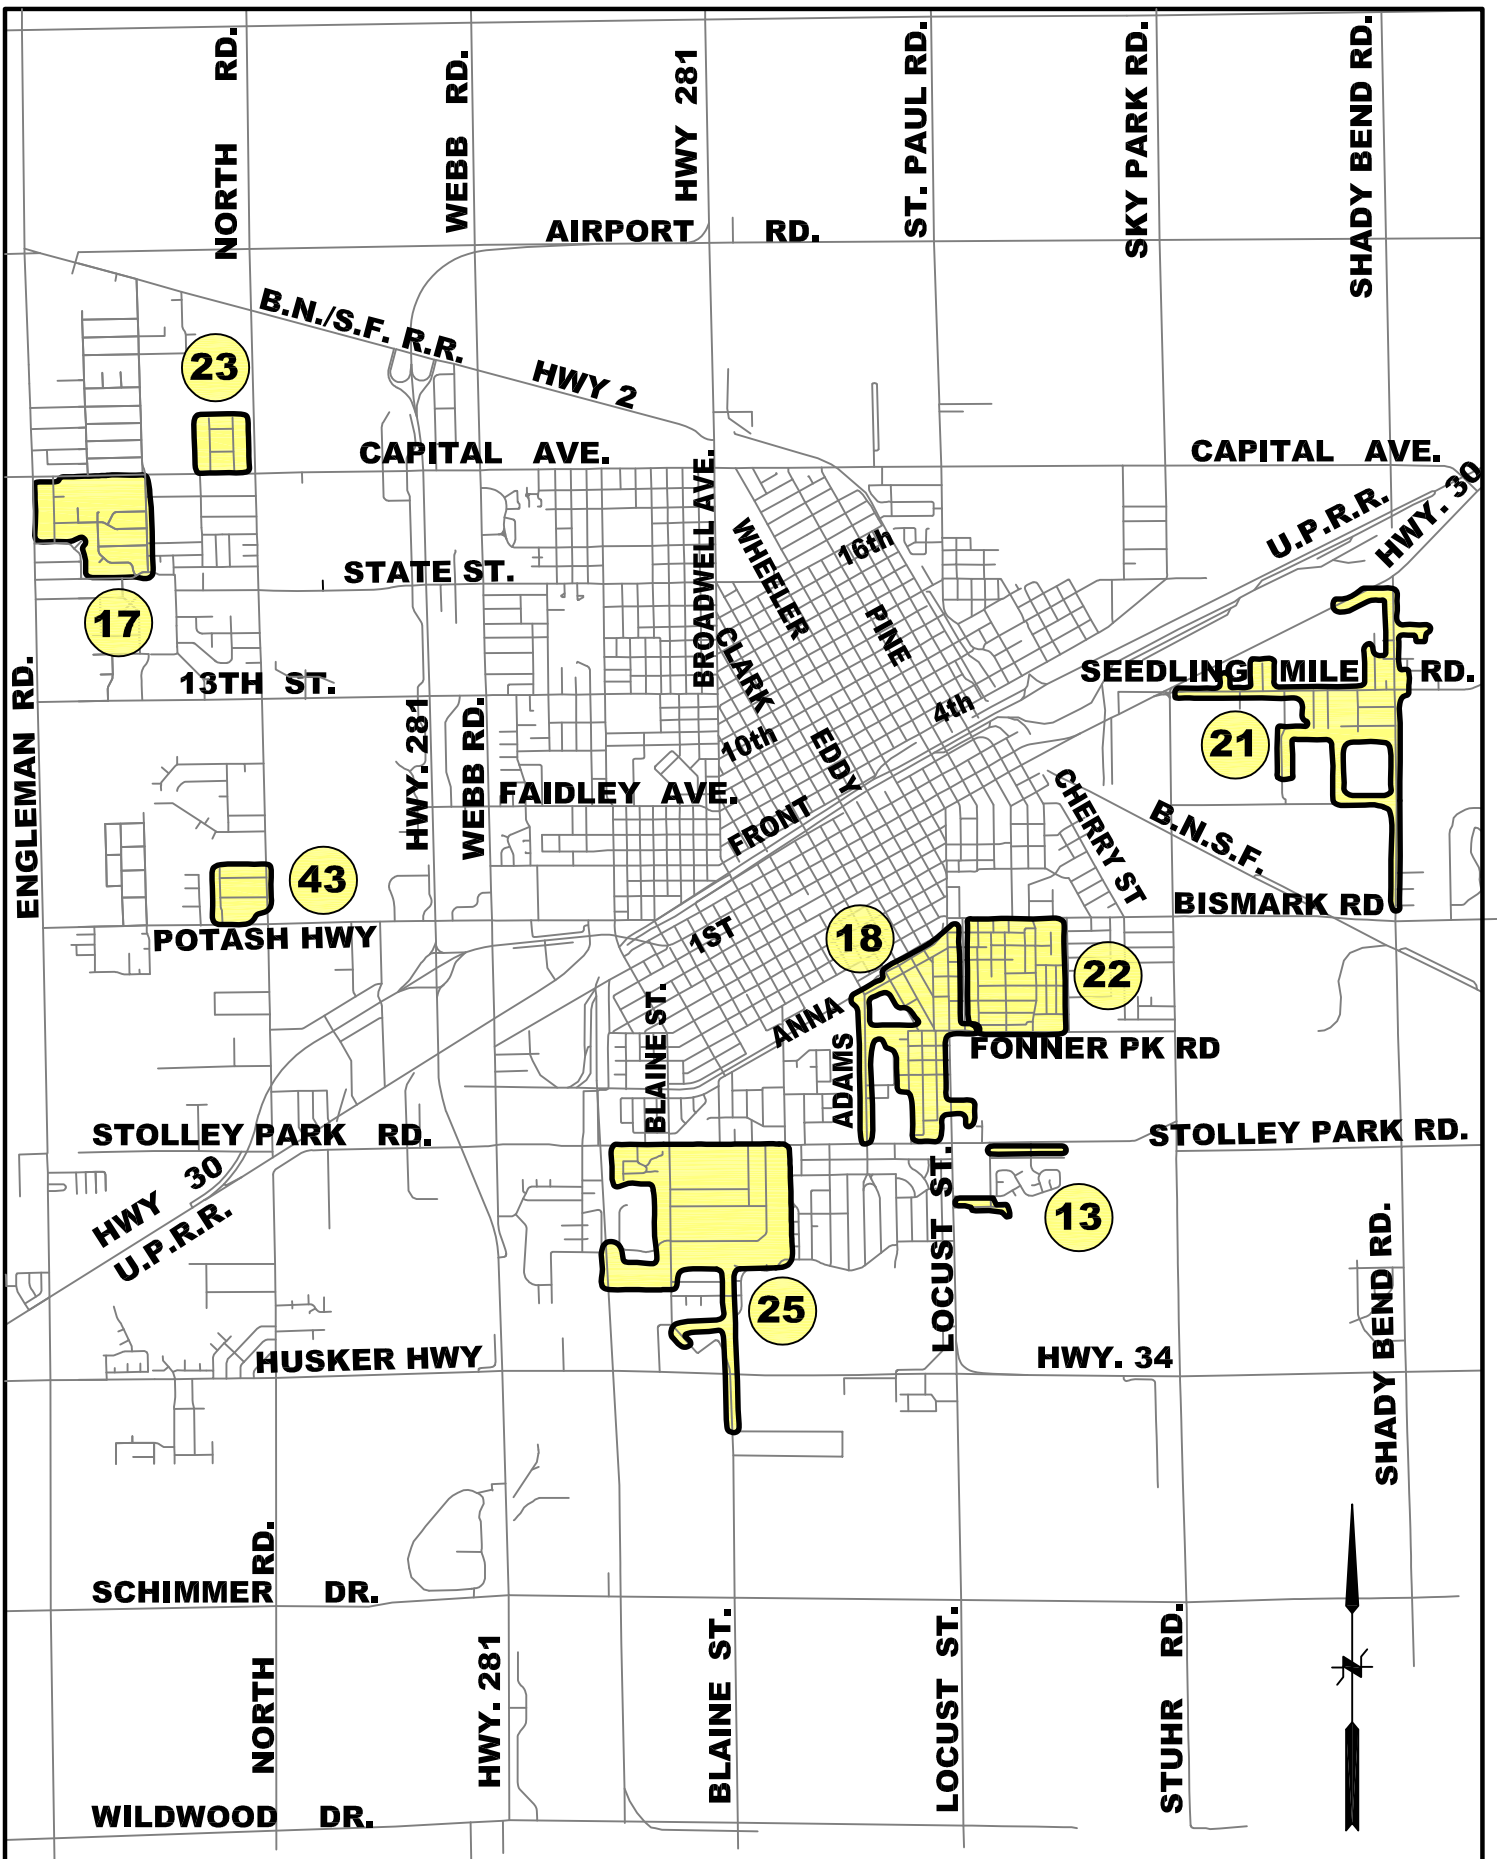 NORTH RD.
WEBB RD.
HWY 281
ST. PAUL RD.
SKY PARK RD.
SHADY BEND RD.
AIRPORT RD.
B.N./S.F. R.R.
HWY 2
23
CAPITAL AVE.
CAPITAL AVE.
U.P.R.R.
HWY. 30
BROADWELL AVE.
WHEELER
16th
STATE ST.
17
CLARK
PINE
ENGLEMAN RD.
13TH ST.
SEEDLING MILE RD.
HWY. 281
WEBB RD.
10th
EDDY
4th
21
FAIDLEY AVE.
FRONT
CHERRY ST
B.N.S.F.
43
BISMARK RD
POTASH HWY
1ST
18
22
BLAINE ST.
ANNA
ADAMS
FONNER PK RD
STOLLEY PARK RD.
STOLLEY PARK RD.
HWY 30
U.P.R.R.
LOCUST ST.
13
SHADY BEND RD.
25
HUSKER HWY
HWY. 34
SCHIMMER DR.
NORTH RD.
HWY. 281
BLAINE ST.
LOCUST ST.
STUHR RD.
N
WILDWOOD DR.